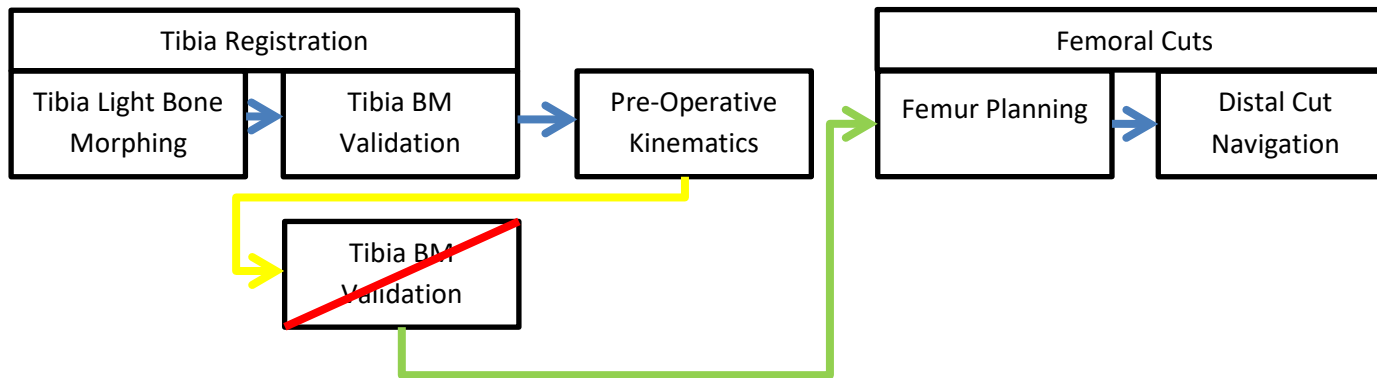 Tibia Registration
Tibia Light Bone
Morphing
Tibia BM
Validation
Pre-Operative
Kinematics
Femoral Cuts
Femur Planning
Distal Cut
Navigation
Tibia BM
Validation